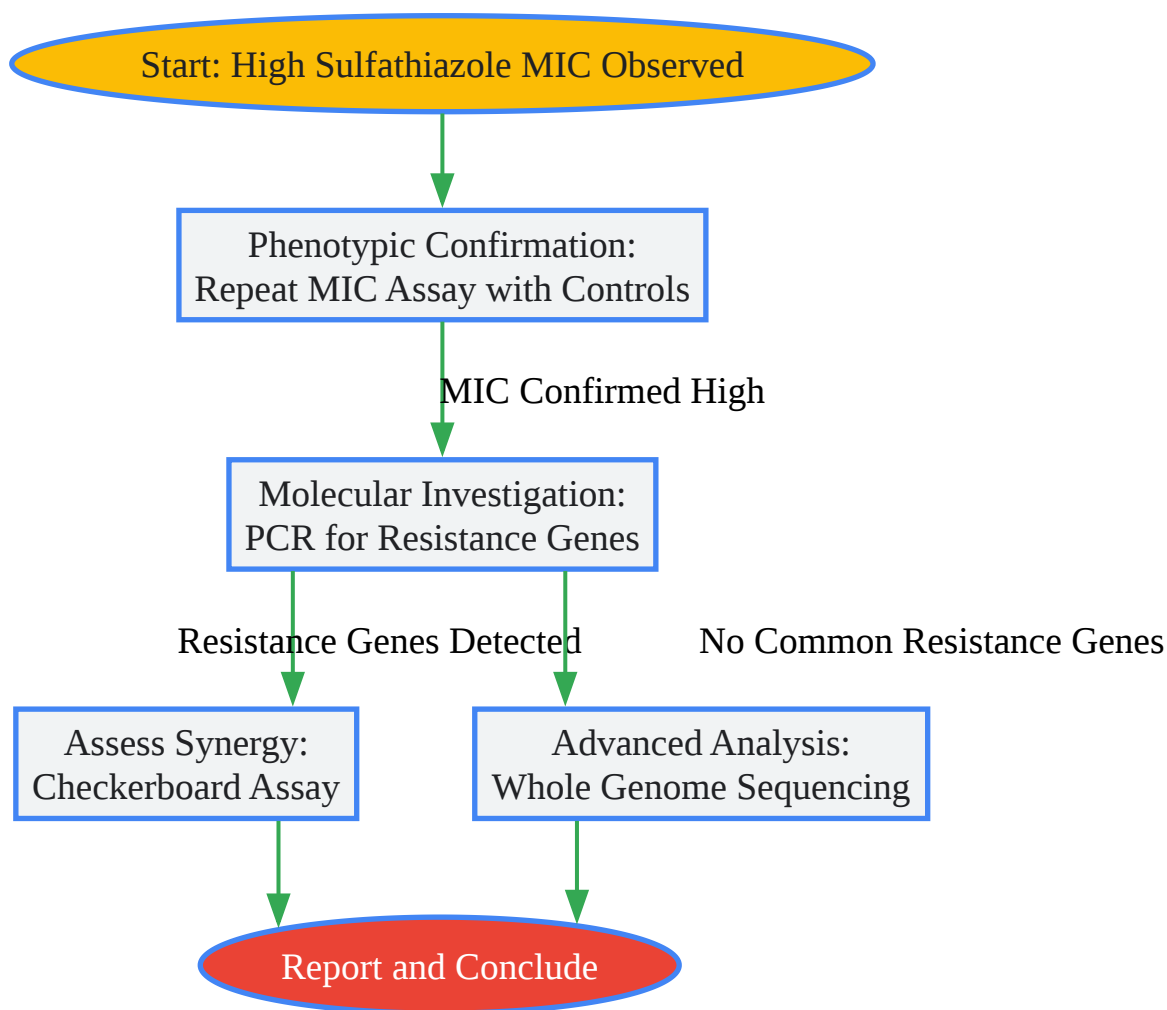 Start: High Sulfathiazole MIC Observed
Phenotypic Confirmation:
Repeat MIC Assay with Controls
MIC Confirmed High
Molecular Investigation:
PCR for Resistance Genes
Resistance Genes Detected
No Common Resistance Genes
Assess Synergy:
Checkerboard Assay
Advanced Analysis:
Whole Genome Sequencing
Report and Conclude